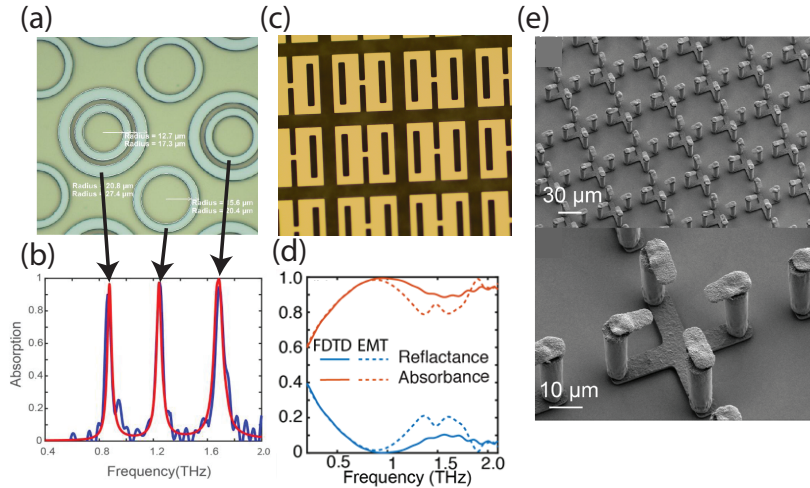 (a)
Radius = 12.7 µm
Radius = 17.3 µm
Radius = 20.8 µm
Radius = 27.4 µm
Radius = 15.6 µm
Radius = 20.4 µm
(b)
1
0.8
0.6
0.4
0.2
0
Absorption
0.4 0.8 1.2 1.6 2.0
Frequency(THz)
(c)
(d)
1.0
0.8
0.6
0.4
0.2
0
FDTD EMT
Reflactance
Absorbance
0.5 1 1.5 2.0
Frequency (THz)
(e)
30 µm
10 µm